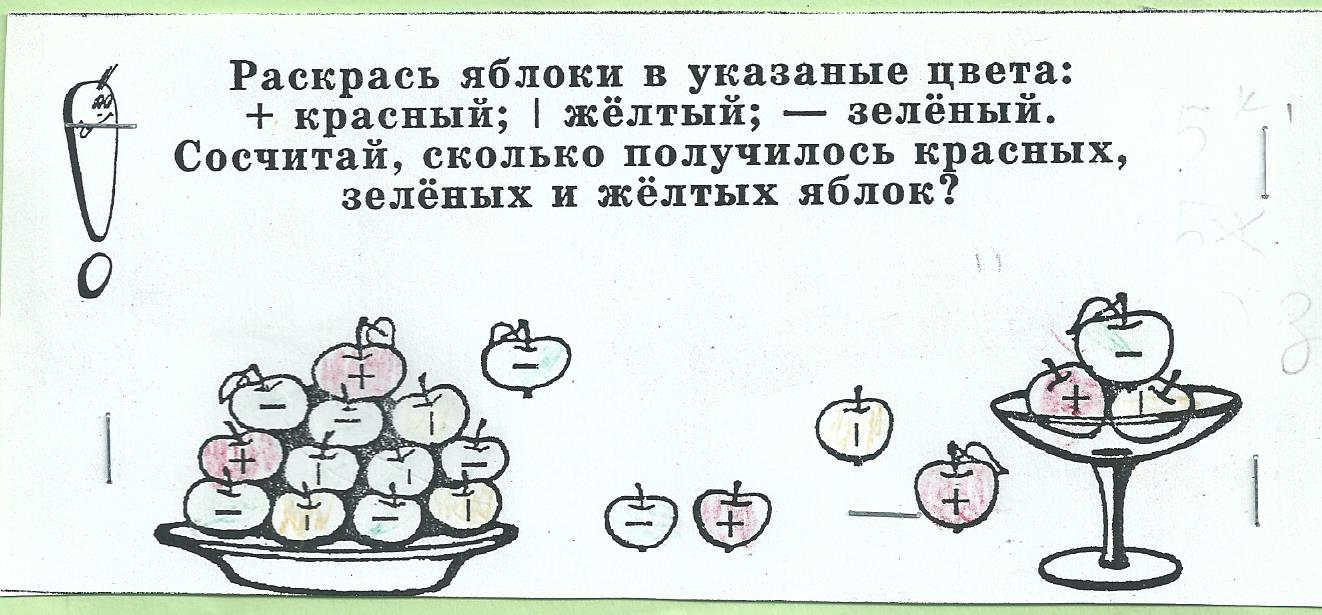 Раскрась яблоки в указаные цвета:
+ красный; | жёлтый; — зелёный.
Сосчитай, сколько получилось красных,
зелёных и жёлтых яблок?